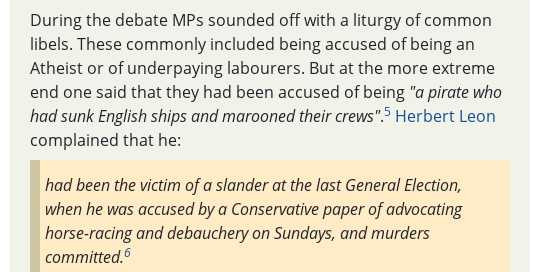 During the debate MPs sounded off with a liturgy of common
libels. These commonly included being accused of being an
Atheist or of underpaying labourers. But at the more extreme
end one said that they had been accused of being "a pirate who
had sunk English ships and marooned their crews".5 Herbert Leon
complained that he:
had been the victim of a slander at the last General Election,
when he was accused by a Conservative paper of advocating
horse-racing and debauchery on Sundays, and murders
committed.6